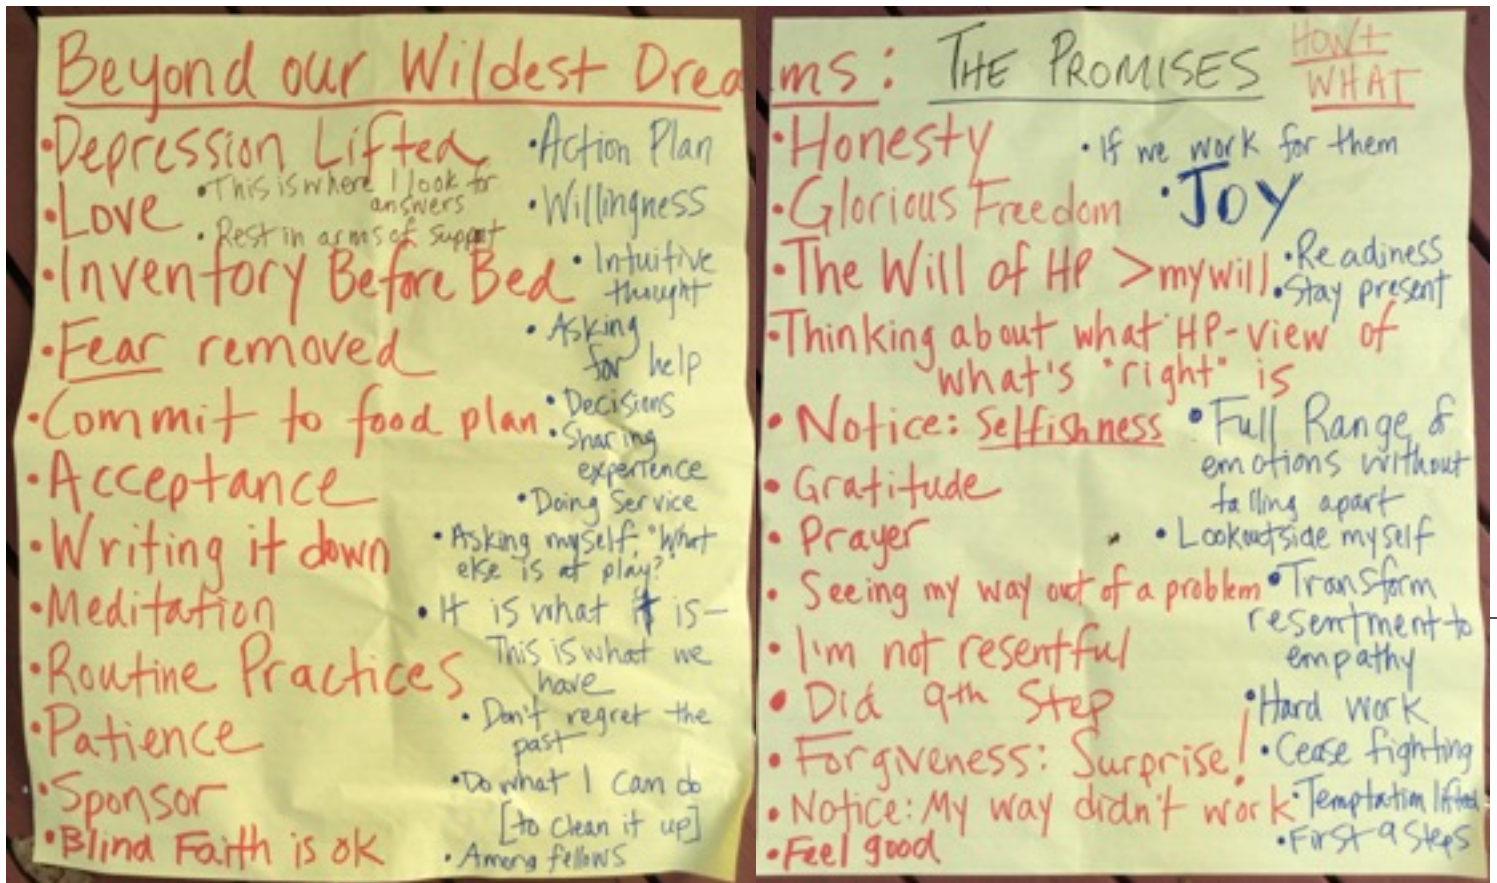 Beyond our Wildest Drea
• Depression Lifted
• Love
• This is where I look for
answers
• Rest in arms of support
• Inventory Before Bed
• Fear removed
• Commit to food plan
• Acceptance
• Writing it down
• Meditation
• Routine Practices
• Patience
• Sponsor
• Blind Faith is ok
• Action Plan
• Willingness
• Intuitive
thought
• Asking
for help
• Decisions
• Sharing
experience
• Doing Service
• Asking myself, "What
else is at play?"
• It is what it is—
This is what we
have
• Don't regret the
past
• Do what I can do
[to clean it up]
• Among fellows
ms: THE PROMISES
HOW +
WHAT
• Honesty
• Glorious Freedom
• The Will of HP > my will
• Thinking about what HP-view of
what's "right" is
• Notice: Selfishness
• Gratitude
• Prayer
• Seeing my way out of a problem
• I'm not resentful
• Did 9th Step
• Forgiveness: Surprise!
• Notice: My way didn't work
• Feel good
• If we work for them
• JOY
• Readiness
• Stay present
• Full Range of
emotions without
falling apart
• Look outside myself
• Transform
resentment to
empathy
• Hard work
• Cease fighting
• Temptation lifted
• First 9 Steps